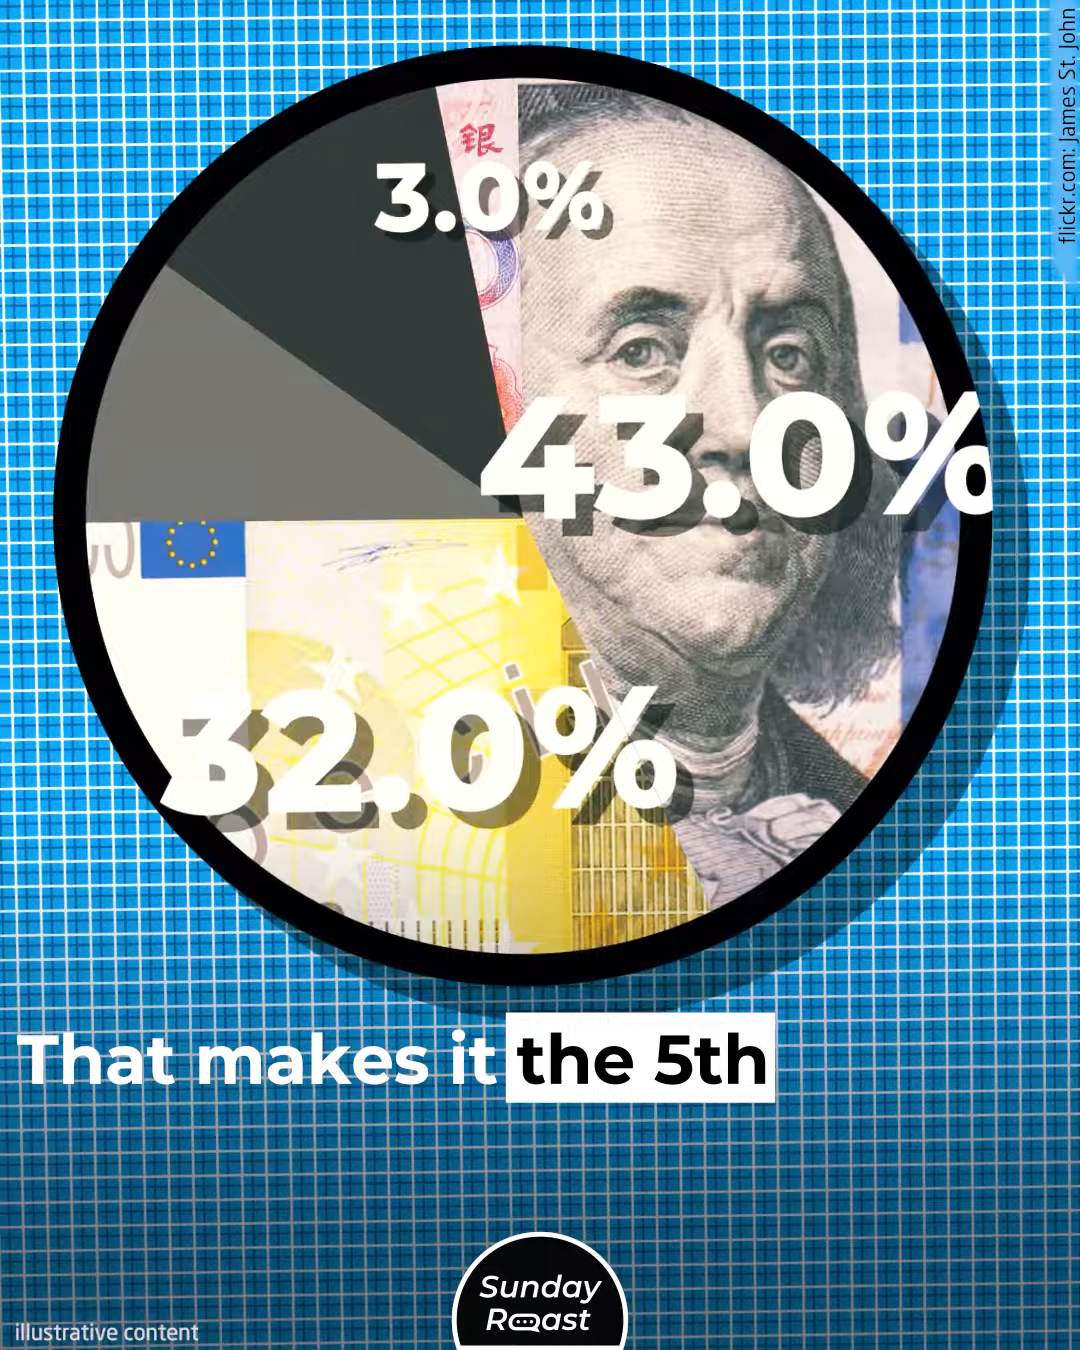 flickr.com: James St. John
银
3.0%
43.0%
32.0%
That makes it the 5th
Sunday
Roast
illustrative content